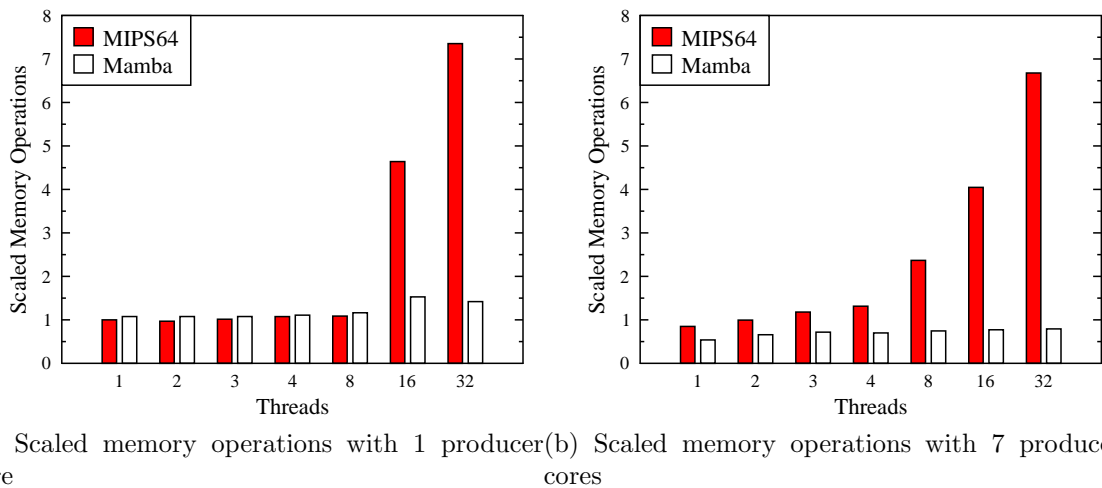 8
7
6
5
4
3
2
1
0
Scaled Memory Operations
MIPS64
Mamba
1 2 3 4 8 16 32
Threads
8
7
6
5
4
3
2
1
0
Scaled Memory Operations
MIPS64
Mamba
1 2 3 4 8 16 32
Threads
Scaled memory operations with 1 producer
(b) Scaled memory operations with 7
cores